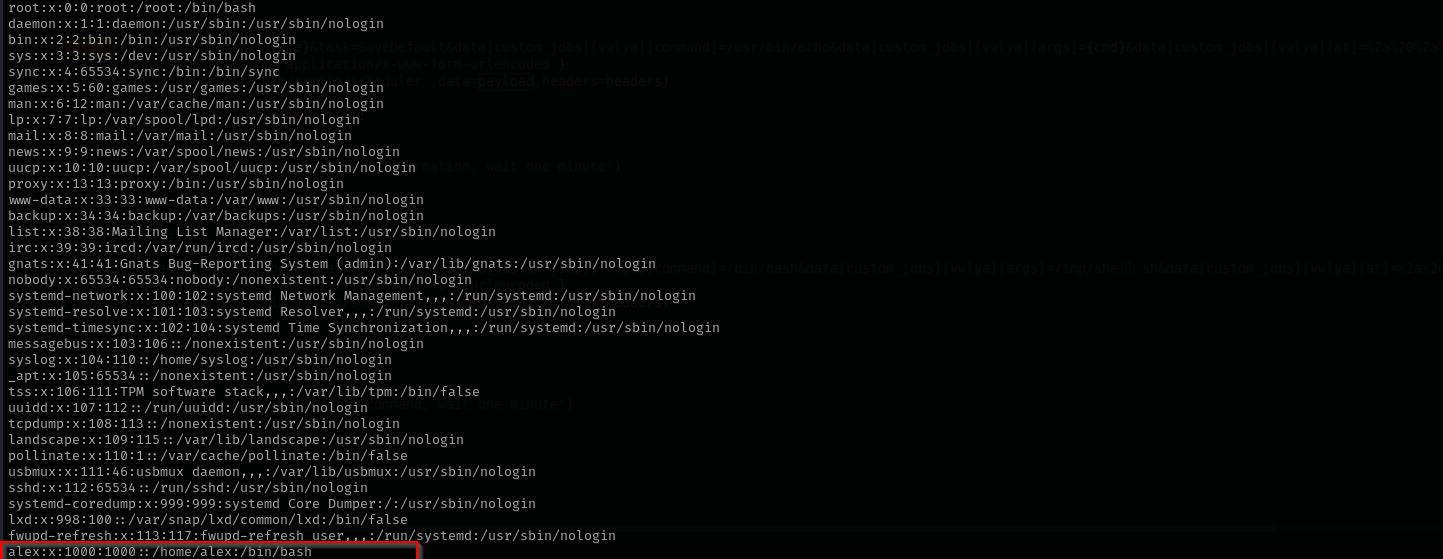 root:x:0:0:root:/root:/bin/bash
daemon:x:1:1:daemon:/usr/sbin:/usr/sbin/nologin
bin:x:2:2:bin:/bin:/usr/sbin/nologin
sys:x:3:3:sys:/dev:/usr/sbin/nologin
sync:x:4:65534:sync:/bin:/bin/sync
games:x:5:60:games:/usr/games:/usr/sbin/nologin
man:x:6:12:man:/var/cache/man:/usr/sbin/nologin
lp:x:7:7:lp:/var/spool/lpd:/usr/sbin/nologin
mail:x:8:8:mail:/var/mail:/usr/sbin/nologin
news:x:9:9:news:/var/spool/news:/usr/sbin/nologin
uucp:x:10:10:uucp:/var/spool/uucp:/usr/sbin/nologin
proxy:x:13:13:proxy:/bin:/usr/sbin/nologin
www-data:x:33:33:www-data:/var/www:/usr/sbin/nologin
backup:x:34:34:backup:/var/backups:/usr/sbin/nologin
list:x:38:38:Mailing List Manager:/var/list:/usr/sbin/nologin
irc:x:39:39:ircd:/var/run/ircd:/usr/sbin/nologin
gnats:x:41:41:Gnats Bug-Reporting System (admin):/var/lib/gnats:/usr/sbin/nologin
nobody:x:65534:65534:nobody:/nonexistent:/usr/sbin/nologin
systemd-network:x:100:102:systemd Network Management,,,:/run/systemd:/usr/sbin/nologin
systemd-resolve:x:101:103:systemd Resolver,,,:/run/systemd:/usr/sbin/nologin
systemd-timesync:x:102:104:systemd Time Synchronization,,,:/run/systemd:/usr/sbin/nologin
messagebus:x:103:106::/nonexistent:/usr/sbin/nologin
syslog:x:104:110::/home/syslog:/usr/sbin/nologin
_apt:x:105:65534::/nonexistent:/usr/sbin/nologin
tss:x:106:111:TPM software stack,,,:/var/lib/tpm:/bin/false
uuidd:x:107:112::/run/uuidd:/usr/sbin/nologin
tcpdump:x:108:113::/nonexistent:/usr/sbin/nologin
landscape:x:109:115::/var/lib/landscape:/usr/sbin/nologin
pollinate:x:110:1::/var/cache/pollinate:/bin/false
usbmux:x:111:46:usbmux daemon,,,:/var/lib/usbmux:/usr/sbin/nologin
sshd:x:112:65534::/run/sshd:/usr/sbin/nologin
systemd-coredump:x:999:999:systemd Core Dumper:/:/usr/sbin/nologin
lxd:x:998:100::/var/snap/lxd/common/lxd:/bin/false
fwupd-refresh:x:113:117:fwupd-refresh user,,,:/run/systemd:/usr/sbin/nologin
alex:x:1000:1000::/home/alex:/bin/bash